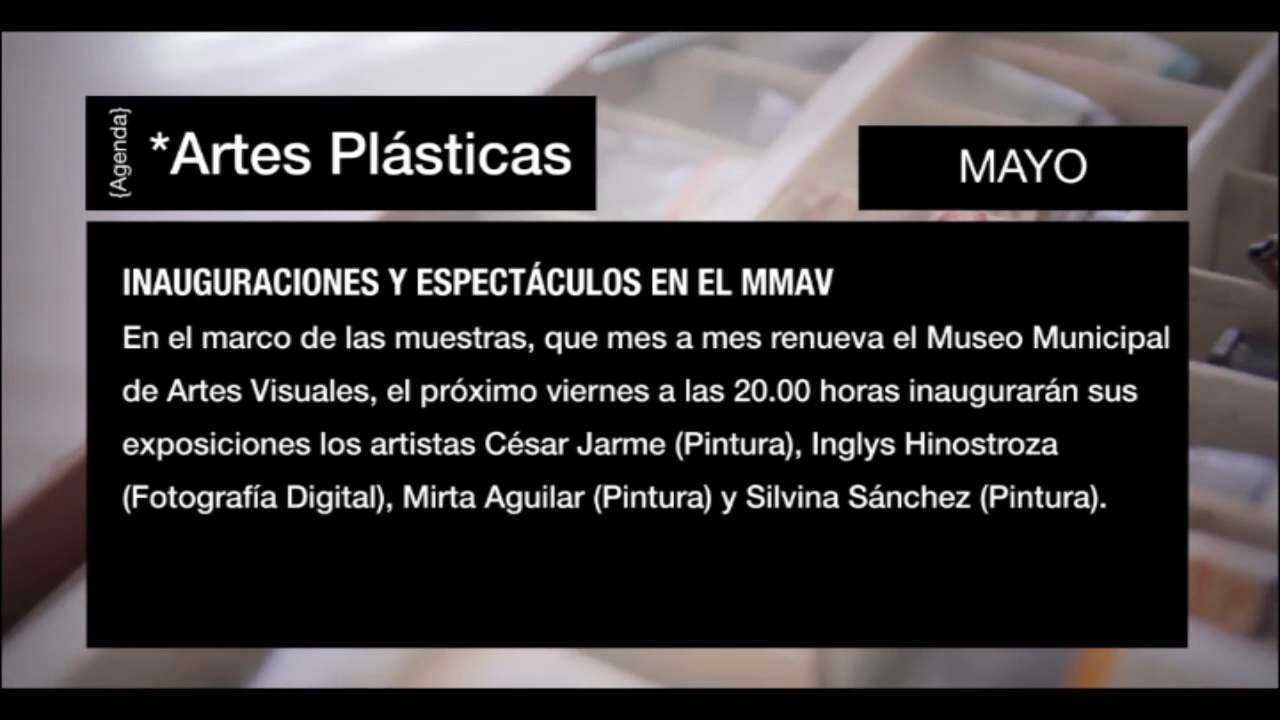 {Agenda}
*Artes Plásticas
MAYO
INAUGURACIONES Y ESPECTÁCULOS EN EL MMAV
En el marco de las muestras, que mes a mes renueva el Museo Municipal
de Artes Visuales, el próximo viernes a las 20.00 horas inaugurarán sus
exposiciones los artistas César Jarme (Pintura), Inglys Hinostroza
(Fotografía Digital), Mirta Aguilar (Pintura) y Silvina Sánchez (Pintura).